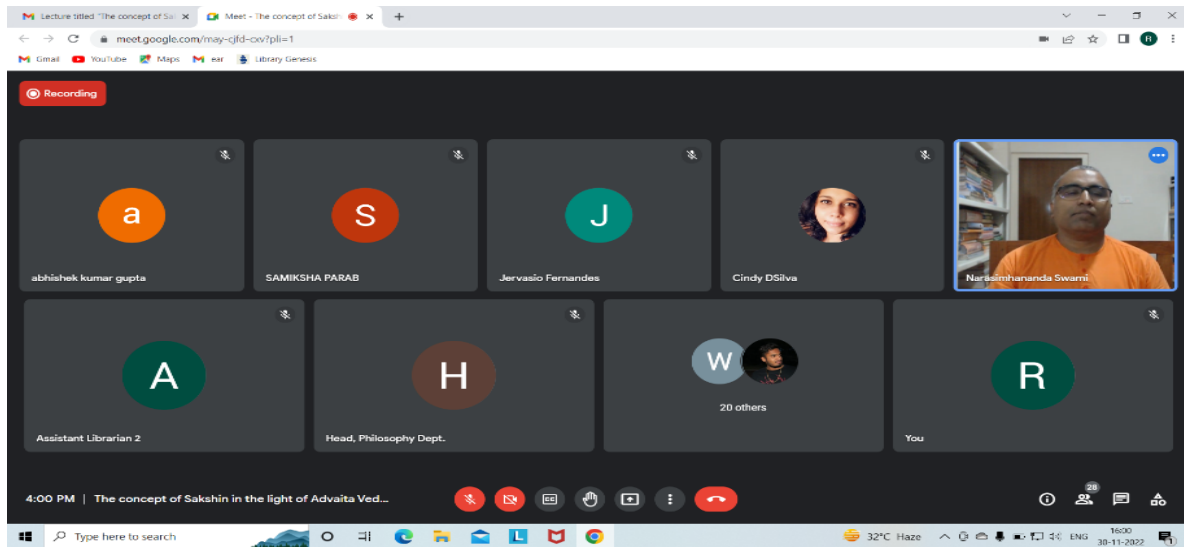 Lecture titled "The concept of Sa
Meet - The concept of Saksh
meet.google.com/may-cjfd-oxv?pli=1
R
Gmail YouTube Maps ear Library Genesis
Recording
a
S
J
abhishek kumar gupta
SAMIKSHA PARAB
Jervasio Fernandes
Cindy DSilva
Narasimhananda Swami
A
H
W
R
20 others
Assistant Librarian 2
Head, Philosophy Dept.
You
4:00 PM | The concept of Sakshin in the light of Advaita Ved...
CC
28
Type here to search
L
32°C Haze
ENG
16:00
30-11-2022
1